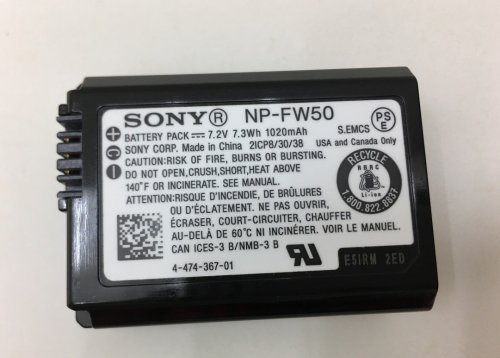 SONY® NP-FW50
BATTERY PACK 7.2V 7.3Wh 1020mAh
SONY CORP. Made in China 2ICP8/30/38
S.EMCS
PS
E
USA and Canada Only
CAUTION:RISK OF FIRE, BURNS OR BURSTING.
DO NOT OPEN,CRUSH,SHORT,HEAT ABOVE
140°F OR INCINERATE. SEE MANUAL.
ATTENTION:RISQUE D'INCENDIE, DE BRÛLURES
OU D'ÉCLATEMENT. NE PAS OUVRIR,
ÉCRASER, COURT-CIRCUITER, CHAUFFER
AU-DELÀ DE 60°C NI INCINÉRER. VOIR LE MANUEL.
CAN ICES-3 B/NMB-3 B
4-474-367-01
RECYCLE
RBRC
Li-ion
1.800.822.8837
E5IRM 2ED